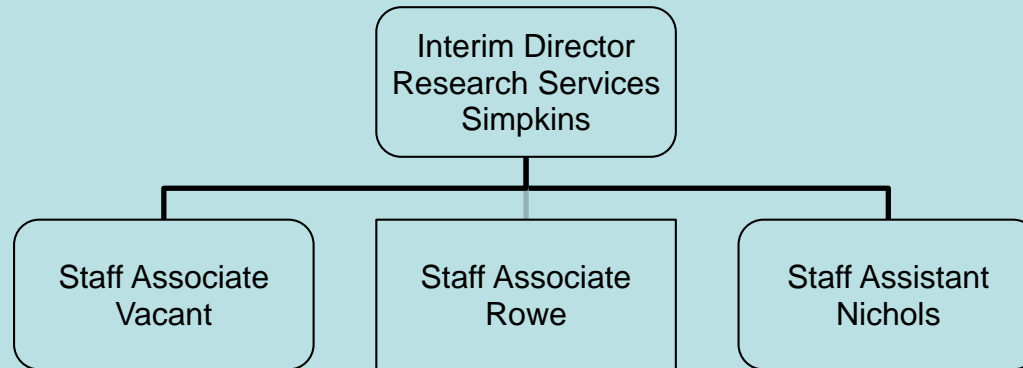 Interim Director
Research Services
Simpkins
Staff Associate
Vacant
Staff Associate
Rowe
Staff Assistant
Nichols